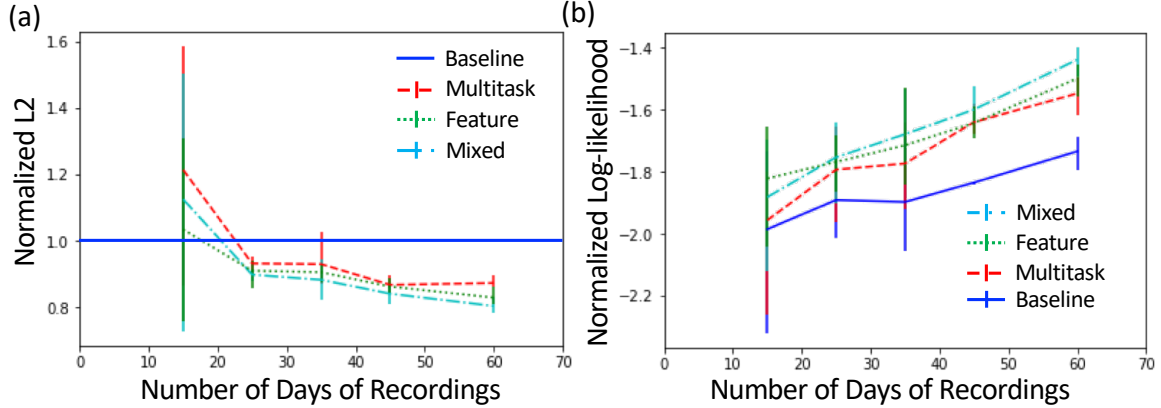 (a)
Normalized L2
1.6
1.4
1.2
1.0
0.8
0 10 20 30 40 50 60 70
Number of Days of Recordings
Baseline
Multitask
Feature
Mixed
(b)
Normalized Log-likelihood
−1.4
−1.6
−1.8
−2.0
−2.2
0 10 20 30 40 50 60 70
Number of Days of Recordings
Mixed
Feature
Multitask
Baseline